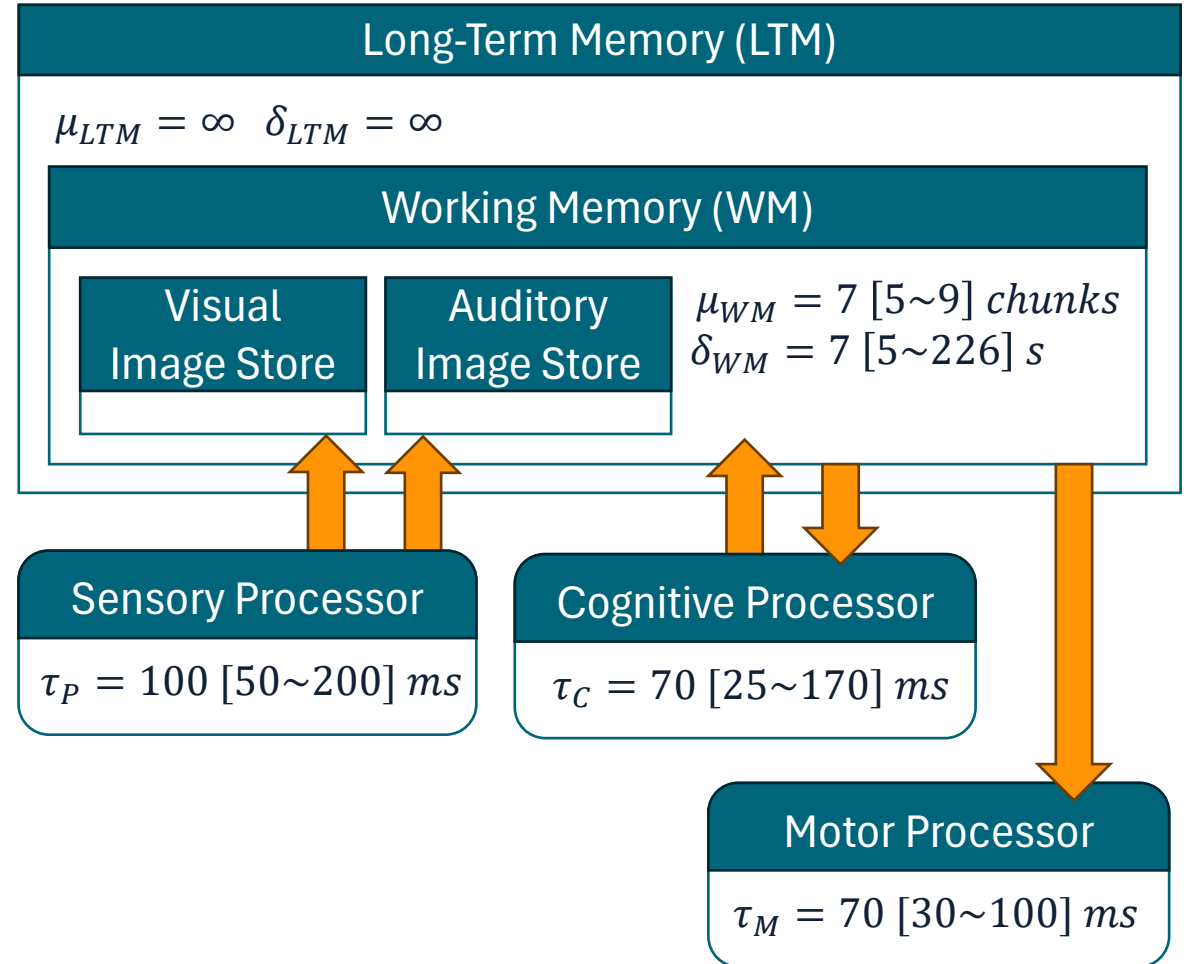 Long-Term Memory (LTM)
μ_LTM = ∞ δ_LTM = ∞
Working Memory (WM)
Visual
Image Store
Auditory
Image Store
μ_WM = 7 [5~9] chunks
δ_WM = 7 [5~226] s
Sensory Processor
τ_P = 100 [50~200] ms
Cognitive Processor
τ_C = 70 [25~170] ms
Motor Processor
τ_M = 70 [30~100] ms